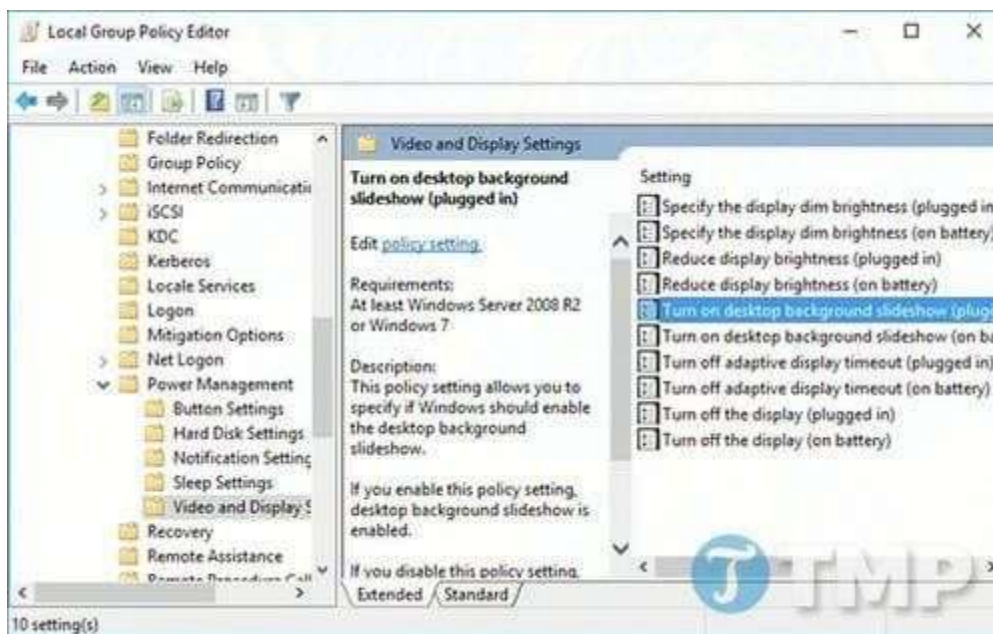 Local Group Policy Editor
File Action View Help
Folder Redirection
Group Policy
Internet Communicatio
iSCSI
KDC
Kerberos
Locale Services
Logon
Mitigation Options
Net Logon
Power Management
Button Settings
Hard Disk Settings
Notification Setting
Sleep Settings
Video and Display S
Recovery
Remote Assistance
Remote Procedure Call
Video and Display Settings
Turn on desktop background
slideshow (plugged in)
Edit policy setting.
Requirements:
At least Windows Server 2008 R2
or Windows 7
Description:
This policy setting allows you to
specify if Windows should enable
the desktop background
slideshow.
If you enable this policy setting,
desktop background slideshow is
enabled.
If you disable this policy setting,
Setting
Specify the display dim brightness (plugged in
Specify the display dim brightness (on battery)
Reduce display brightness (plugged in)
Reduce display brightness (on battery)
Turn on desktop background slideshow (plugg
Turn on desktop background slideshow (on ba
Turn off adaptive display timeout (plugged in)
Turn off adaptive display timeout (on battery)
Turn off the display (plugged in)
Turn off the display (on battery)
Extended Standard
10 setting(s)
TMP